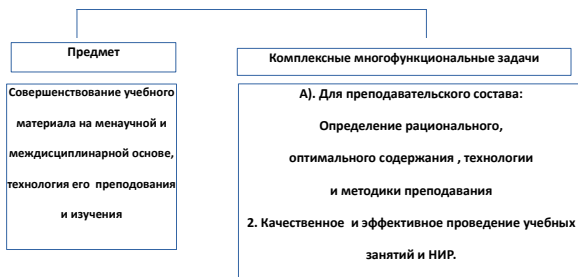 Предмет
Совершенствование учебного
материала на менаучной и
междисциплинарной основе,
технология его преподования
и изучения
Комплексные многофункциональные задачи
А). Для преподавательского состава:
Определение рационального,
оптимального содержания , технологии
и методики преподавания
2. Качественное и эффективное проведение учебных
занятий и НИР.